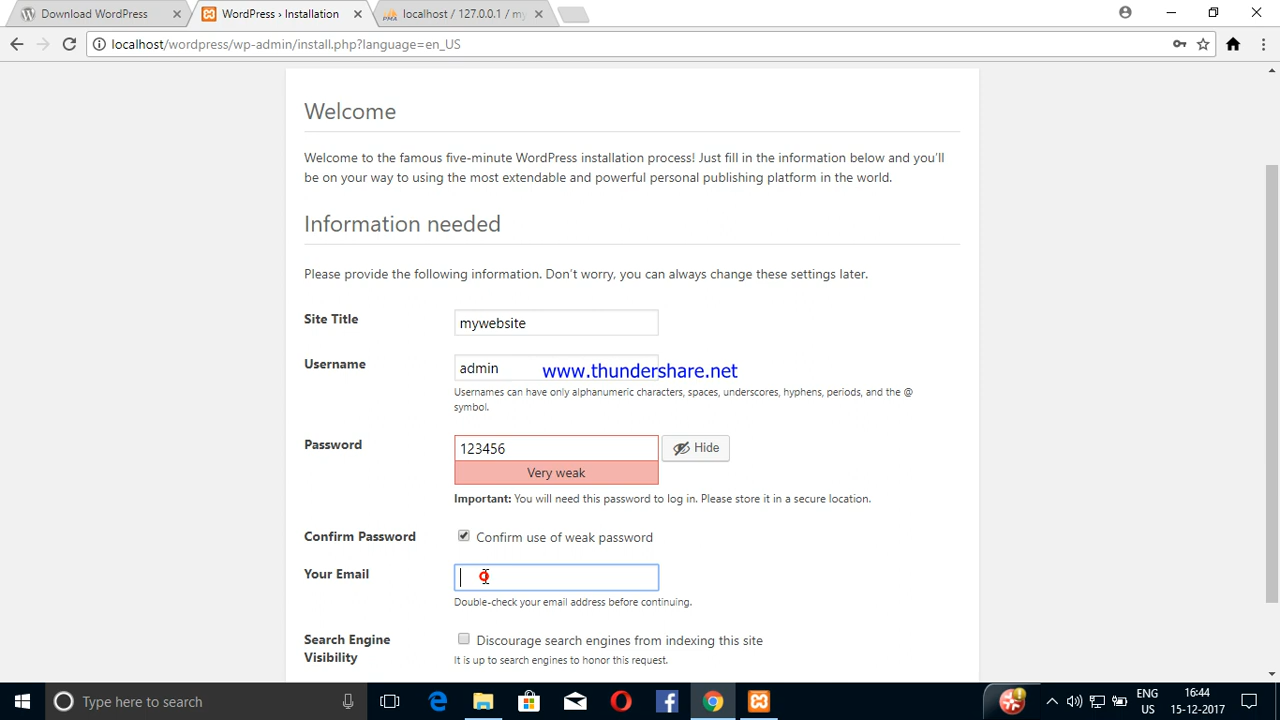 Download WordPress
WordPress › Installation
localhost / 127.0.0.1 / my
localhost/wordpress/wp-admin/install.php?language=en_US
Welcome
Welcome to the famous five-minute WordPress installation process! Just fill in the information below and you'll
be on your way to using the most extendable and powerful personal publishing platform in the world.
Information needed
Please provide the following information. Don't worry, you can always change these settings later.
Site Title
mywebsite
Username
admin
www.thundershare.net
Usernames can have only alphanumeric characters, spaces, underscores, hyphens, periods, and the @
symbol.
Password
123456
Hide
Very weak
Important: You will need this password to log in. Please store it in a secure location.
Confirm Password
Confirm use of weak password
Your Email
Double-check your email address before continuing.
Search Engine
Visibility
Discourage search engines from indexing this site
It is up to search engines to honor this request.
Type here to search
ENG
US
16:44
15-12-2017